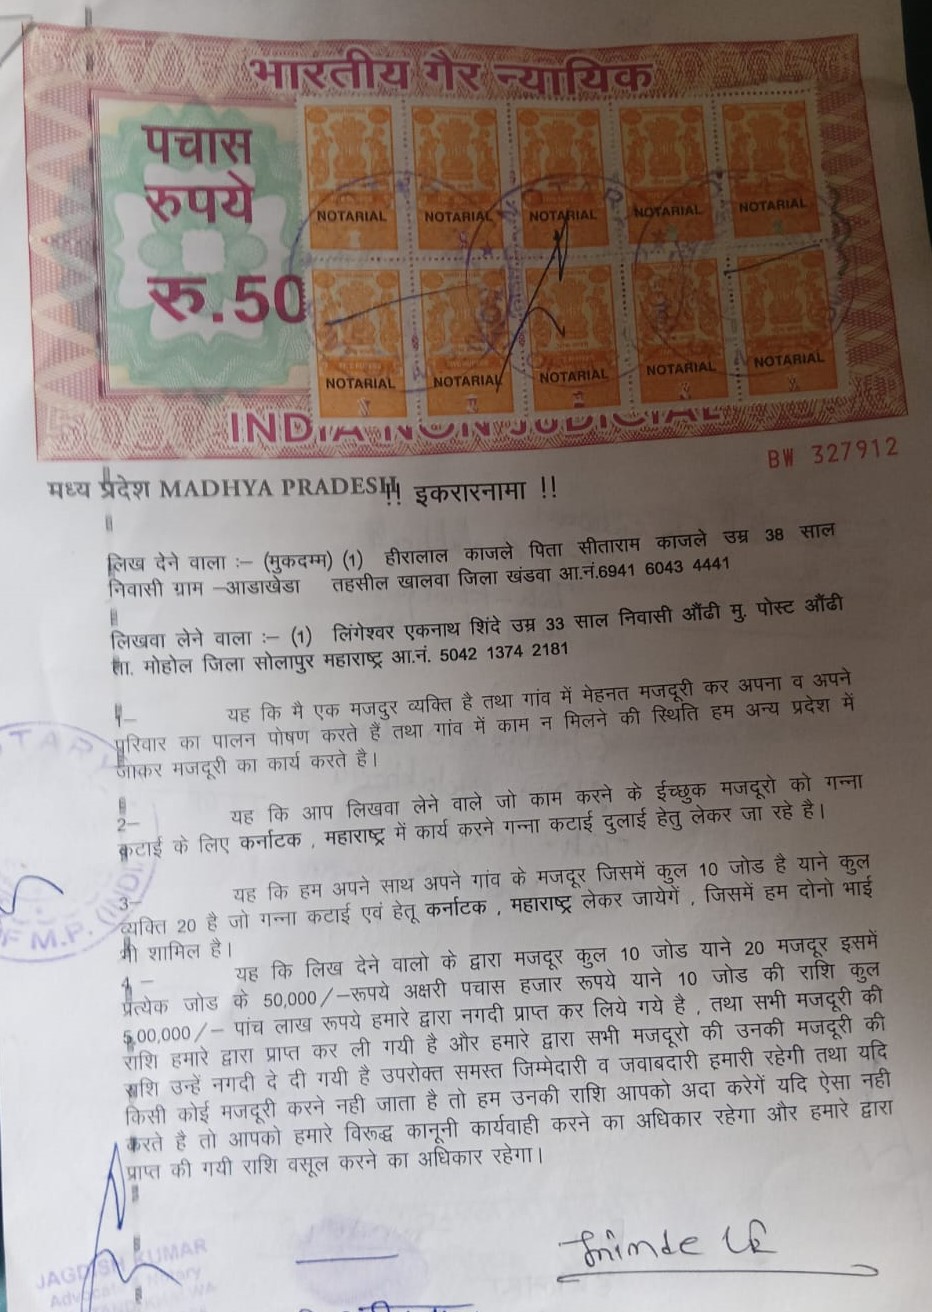 भारतीय गैर न्यायिक
पचास
रुपये
रु.50
NOTARIAL NOTARIAL NOTARIAL NOTARIAL NOTARIAL
NOTARIAL NOTARIAL NOTARIAL NOTARIAL NOTARIAL
INDIA NON JUDICIAL
BW 327912
मध्य प्रदेश MADHYA PRADESH
!! इकरारनामा !!
लिख देने वाला :– (मुकदम्म) (1) हीरालाल काजले पिता सीताराम काजले उम्र 38 साल
निवासी ग्राम –आडाखेडा तहसील खालवा जिला खंडवा आ.नं.6941 6043 4441
लिखवा लेने वाला :– (1) लिंगेश्वर एकनाथ शिंदे उम्र 33 साल निवासी औंढी मु. पोस्ट औंढी
ता. मोहोल जिला सोलापुर महाराष्ट्र आ.नं. 5042 1374 2181
1– यह कि मै एक मजदुर व्यक्ति है तथा गांव में मेहनत मजदूरी कर अपना व अपने
परिवार का पालन पोषण करते हैं तथा गांव में काम न मिलने की स्थिति हम अन्य प्रदेश में
जाकर मजदूरी का कार्य करते है।
2– यह कि आप लिखवा लेने वाले जो काम करने के ईच्छुक मजदूरो को गन्ना
कटाई के लिए कर्नाटक , महाराष्ट्र में कार्य करने गन्ना कटाई दुलाई हेतु लेकर जा रहे है।
3– यह कि हम अपने साथ अपने गांव के मजदूर जिसमें कुल 10 जोड है याने कुल
व्यक्ति 20 है जो गन्ना कटाई एवं हेतू कर्नाटक , महाराष्ट्र लेकर जायेगें , जिसमें हम दोनो भाई
भी शामिल है।
4 – यह कि लिख देने वालो के द्वारा मजदूर कुल 10 जोड याने 20 मजदूर इसमें
प्रत्येक जोड के 50,000/–रूपये अक्षरी पचास हजार रूपये याने 10 जोड की राशि कुल
5,00,000/– पांच लाख रूपये हमारे द्वारा नगदी प्राप्त कर लिये गये है , तथा सभी मजदूरी की
राशि हमारे द्वारा प्राप्त कर ली गयी है और हमारे द्वारा सभी मजदूरो की उनकी मजदूरी की
राशि उन्हें नगदी दे दी गयी है उपरोक्त समस्त जिम्मेदारी व जवाबदारी हमारी रहेगी तथा यदि
किसी कोई मजदूरी करने नही जाता है तो हम उनकी राशि आपको अदा करेगें यदि ऐसा नही
करते है तो आपको हमारे विरूद्ध कानूनी कार्यवाही करने का अधिकार रहेगा और हमारे द्वारा
प्राप्त की गयी राशि वसूल करने का अधिकार रहेगा।
JAGDISH KUMAR